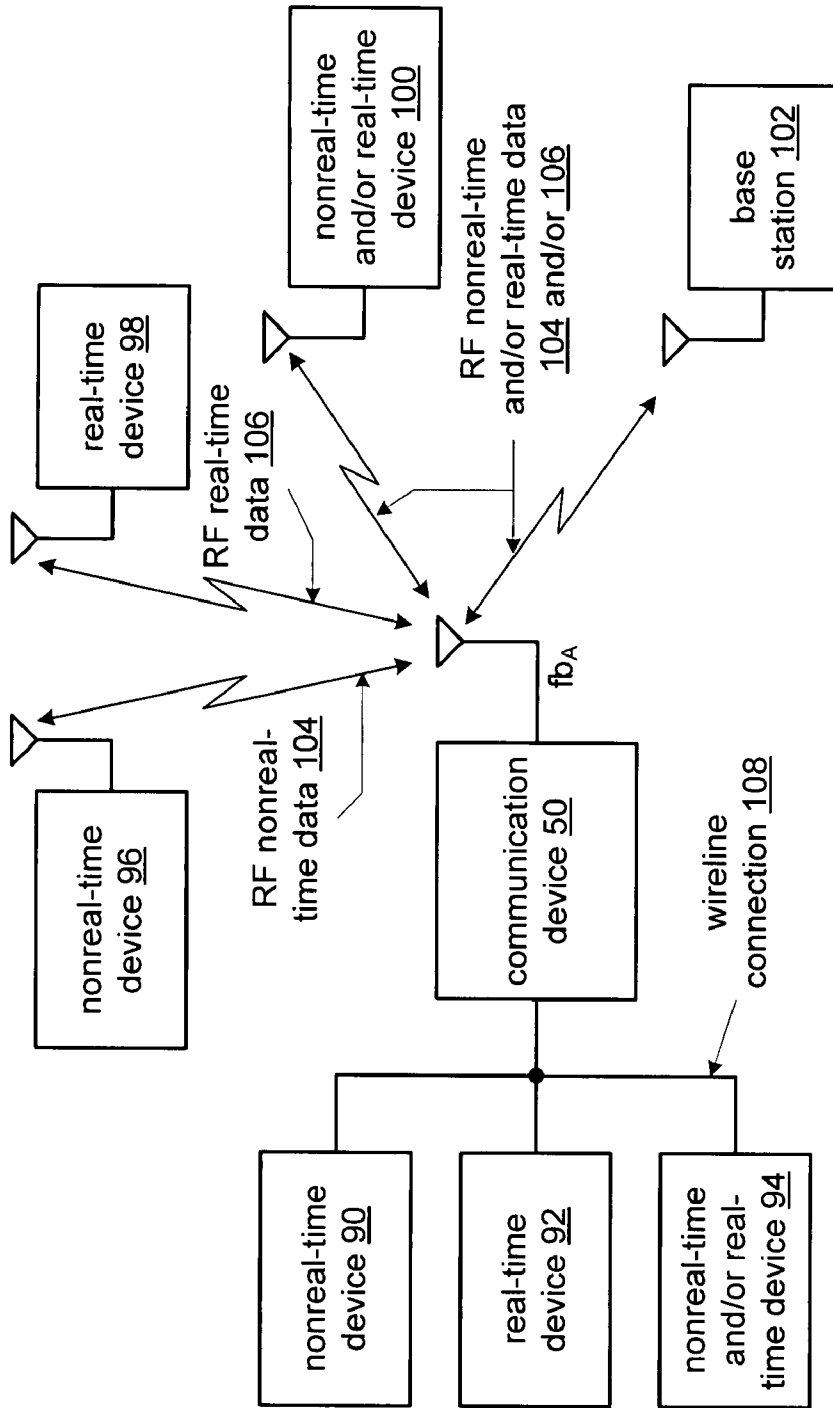 nonreal-time
device 96
real-time
device 98
RF nonreal-
time data 104
RF real-time
data 106
nonreal-time
and/or real-time
device 100
nonreal-time
device 90
real-time
device 92
nonreal-time
and/or real-
time device 94
communication
device 50
fbA
RF nonreal-time
and/or real-time data
104 and/or 106
wireline
connection 108
base
station 102